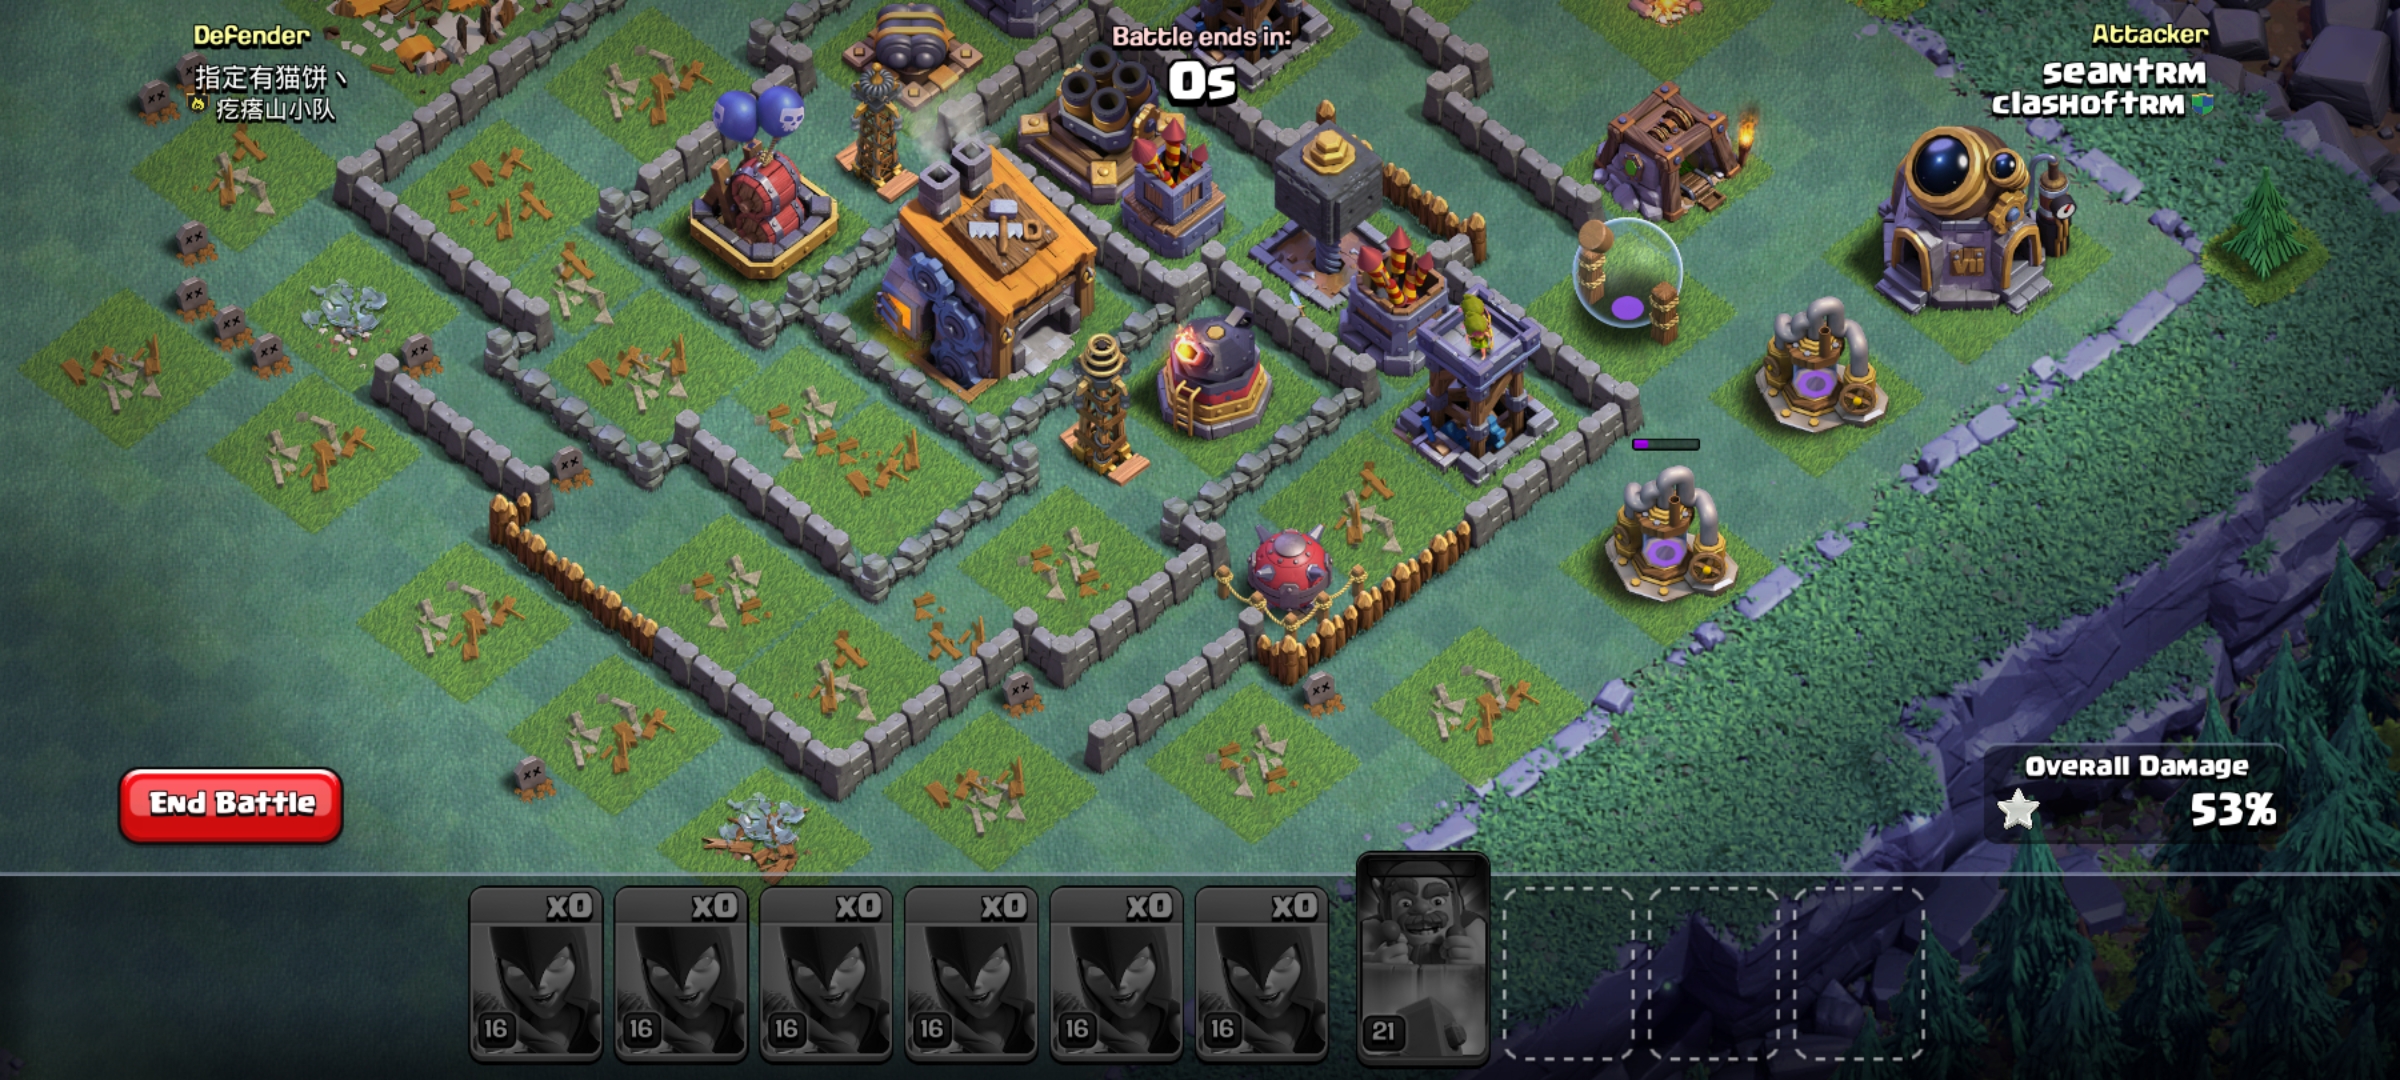 Defender
指定有猫饼丶
疙瘩山小队
Battle ends in:
0s
Attacker
seantRM
clashoftRM
VII
End Battle
Overall Damage
53%
x0 x0 x0 x0 x0 x0
16 16 16 16 16 16 21